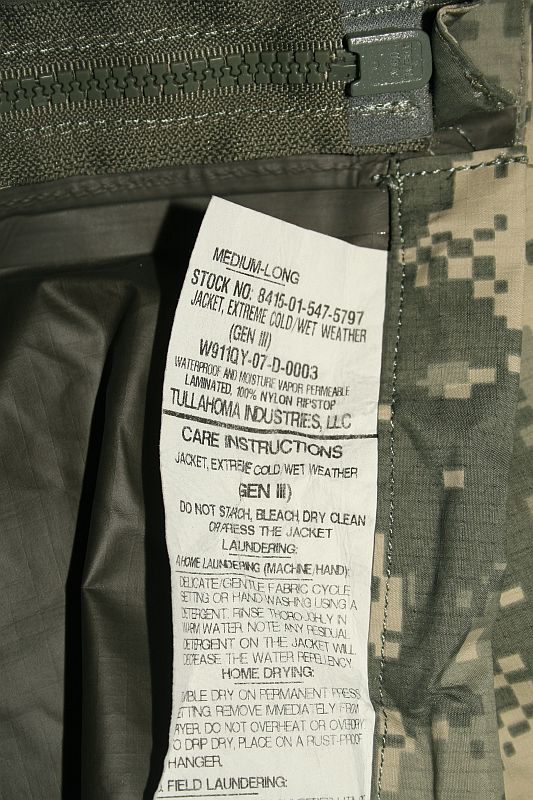 MEDIUM-LONG
STOCK NO: 8415-01-547-5797
JACKET, EXTREME COLD/WET WEATHER
(GEN III)
W911QY-07-D-0003
WATERPROOF AND MOISTURE VAPOR PERMEABLE
LAMINATED, 100% NYLON RIPSTOP
TULLAHOMA INDUSTRIES, LLC
CARE INSTRUCTIONS
JACKET, EXTREME COLD/WET WEATHER
(GEN III)
DO NOT STARCH, BLEACH, DRY CLEAN
OR PRESS THE JACKET
LAUNDERING:
HOME LAUNDERING (MACHINE/HAND):
DELICATE/GENTLE FABRIC CYCLE
SETTING OR HAND WASHING USING A
DETERGENT. RINSE THOROUGHLY IN
WARM WATER. NOTE ANY RESIDUAL
DETERGENT ON THE JACKET WILL
DECREASE THE WATER REPELLENCY.
HOME DRYING:
MBLE DRY ON PERMANENT PRESS
ETTING. REMOVE IMMEDIATELY FROM
RYER. DO NOT OVERHEAT OR OVERDRY
O DRIP DRY, PLACE ON A RUST-PROOF
HANGER.
FIELD LAUNDERING: